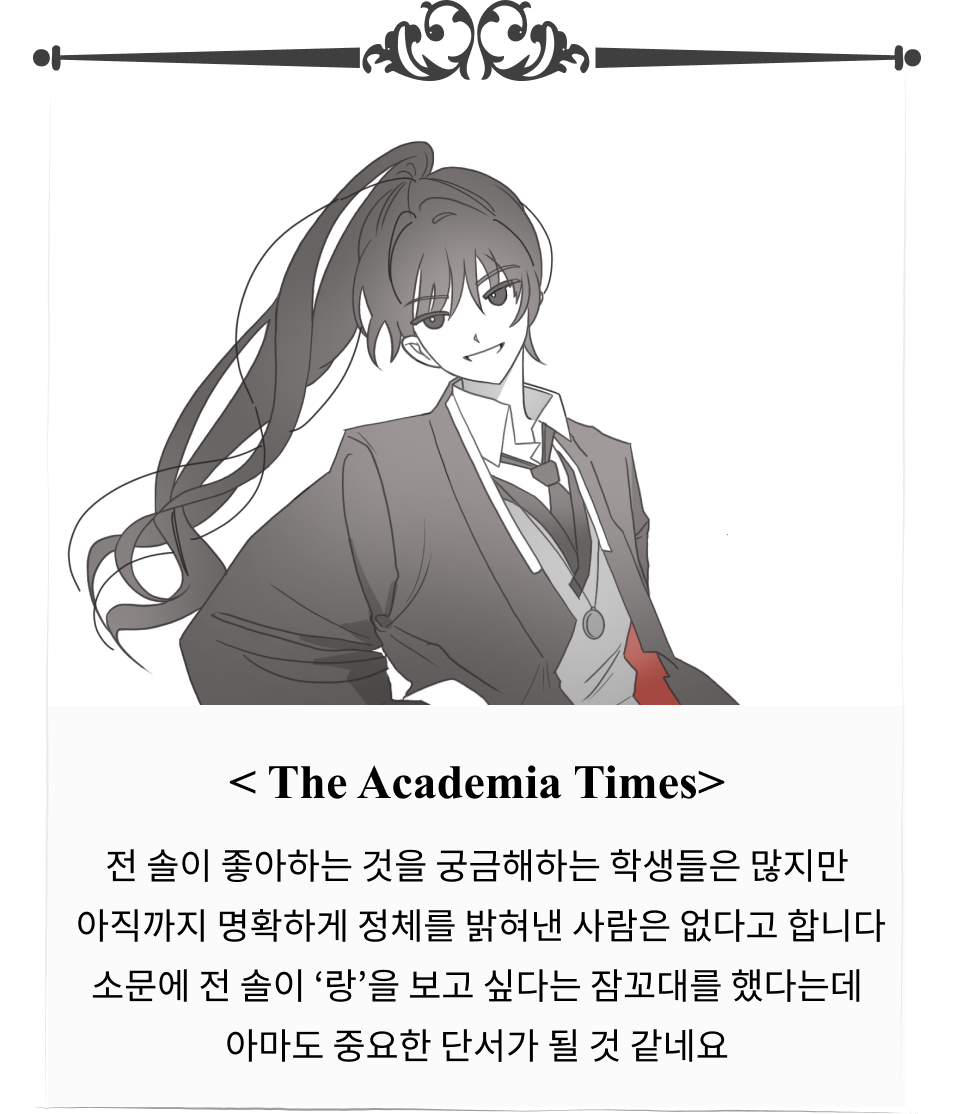 < The Academia Times>
전 솔이 좋아하는 것을 궁금해하는 학생들은 많지만
아직까지 명확하게 정체를 밝혀낸 사람은 없다고 합니다
소문에 전 솔이 ‘랑’을 보고 싶다는 잠꼬대를 했다는데
아마도 중요한 단서가 될 것 같네요